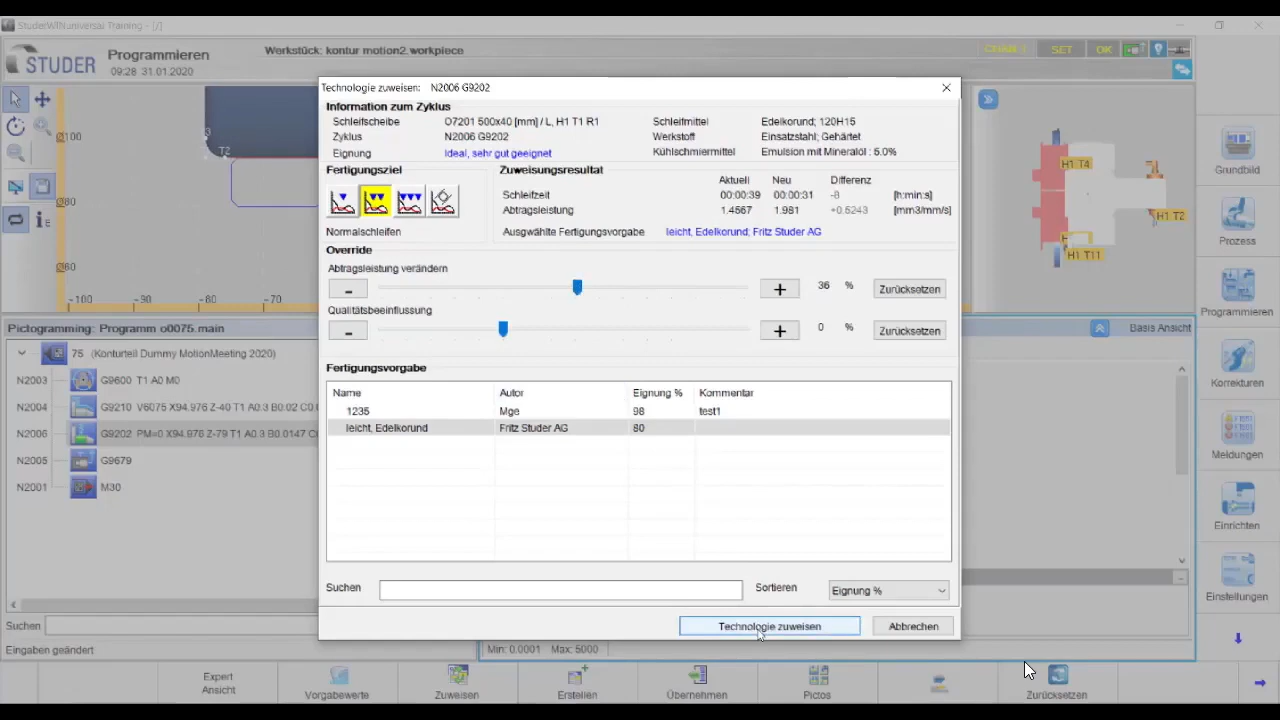 StuderWINuniversal Training - [/]
STUDER
Programmieren
09:28 31.01.2020
Werkstück: kontur motion2.workpiece
CHAN 1
SET
OK
Ø100
Ø80
Ø60
T2
-100
-90
-80
-70
H1 T4
H1 T2
H1 T11
Technologie zuweisen: N2006 G9202
Information zum Zyklus
Schleifscheibe O7201 500x40 [mm] / L, H1 T1 R1 Schleifmittel Edelkorund; 120H15
Zyklus N2006 G9202 Werkstoff Einsatzstahl; Gehärtet
Eignung Ideal, sehr gut geeignet Kühlschmiermittel Emulsion mit Mineralöl : 5.0%
Fertigungsziel
Normalschleifen
Zuweisungsresultat
Aktuell Neu Differenz
Schleifzeit 00:00:39 00:00:31 -8 [h:min:s]
Abtragsleistung 1.4567 1.981 +0.5243 [mm3/mm/s]
Ausgewählte Fertigungsvorgabe leicht, Edelkorund; Fritz Studer AG
Override
Abtragsleistung verändern
- + 36 % Zurücksetzen
Qualitätsbeeinflussung
- + 0 % Zurücksetzen
Fertigungsvorgabe
Name Autor Eignung % Kommentar
1235 Mge 98 test1
leicht, Edelkorund Fritz Studer AG 80
Suchen Sortieren Eignung %
Technologie zuweisen Abbrechen
Pictogramming: Programm o0075.main
Basis Ansicht
75 (Konturteil Dummy MotionMeeting 2020)
N2003 G9600 T1 A0 M0
N2004 G9210 V6075 X94.976 Z-40 T1 A0.3 B0.02 C0.
N2006 G9202 PM=0 X94.976 Z-79 T1 A0.3 B0.0147 C0
N2005 G9679
N2001 M30
Suchen
Eingaben geändert
Min: 0.0001 Max: 5000
Grundbild
Prozess
Programmieren
Korrekturen
Meldungen
Einrichten
Einstellungen
Expert Ansicht
Vorgabewerte
Zuweisen
Erstellen
Übernehmen
Pictos
Zurücksetzen